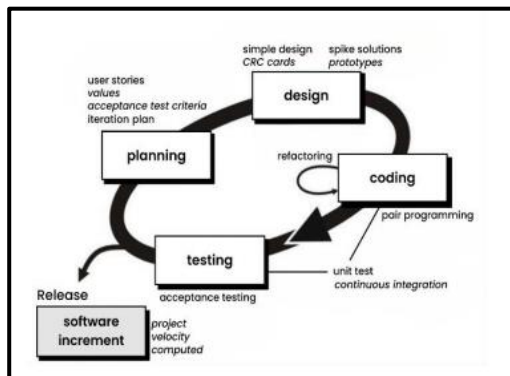 simple design
CRC cards
spike solutions
prototypes
design
user stories
values
acceptance test criteria
iteration plan
planning
refactoring
coding
pair programming
testing
acceptance testing
unit test
continuous integration
Release
software
increment
project
velocity
computed